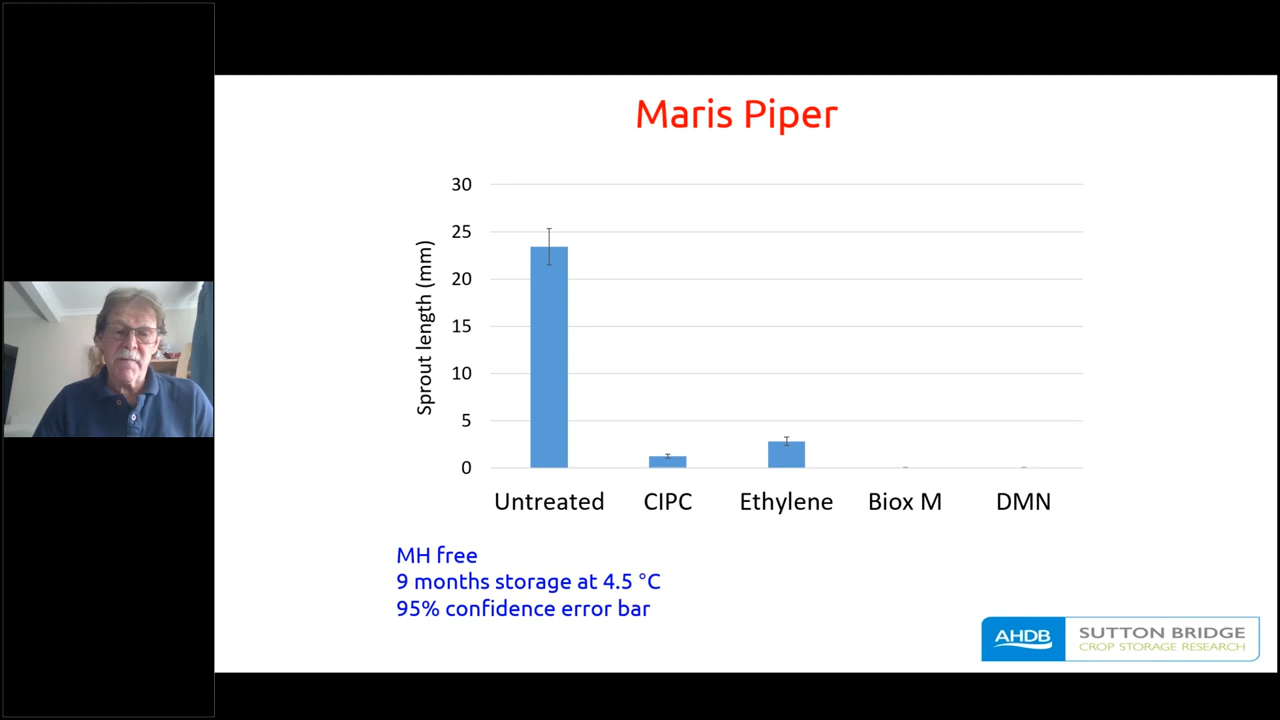 Maris Piper
30
25
20
15
10
5
0
Sprout length (mm)
Untreated CIPC Ethylene Biox M DMN
MH free
9 months storage at 4.5 °C
95% confidence error bar
AHDB
SUTTON BRIDGE
CROP STORAGE RESEARCH